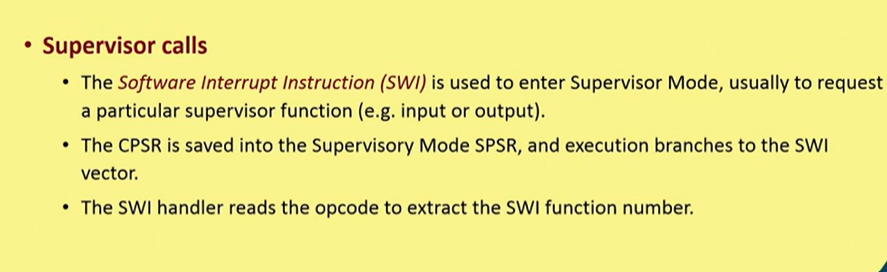 • Supervisor calls
• The Software Interrupt Instruction (SWI) is used to enter Supervisor Mode, usually to request
a particular supervisor function (e.g. input or output).
• The CPSR is saved into the Supervisory Mode SPSR, and execution branches to the SWI
vector.
• The SWI handler reads the opcode to extract the SWI function number.